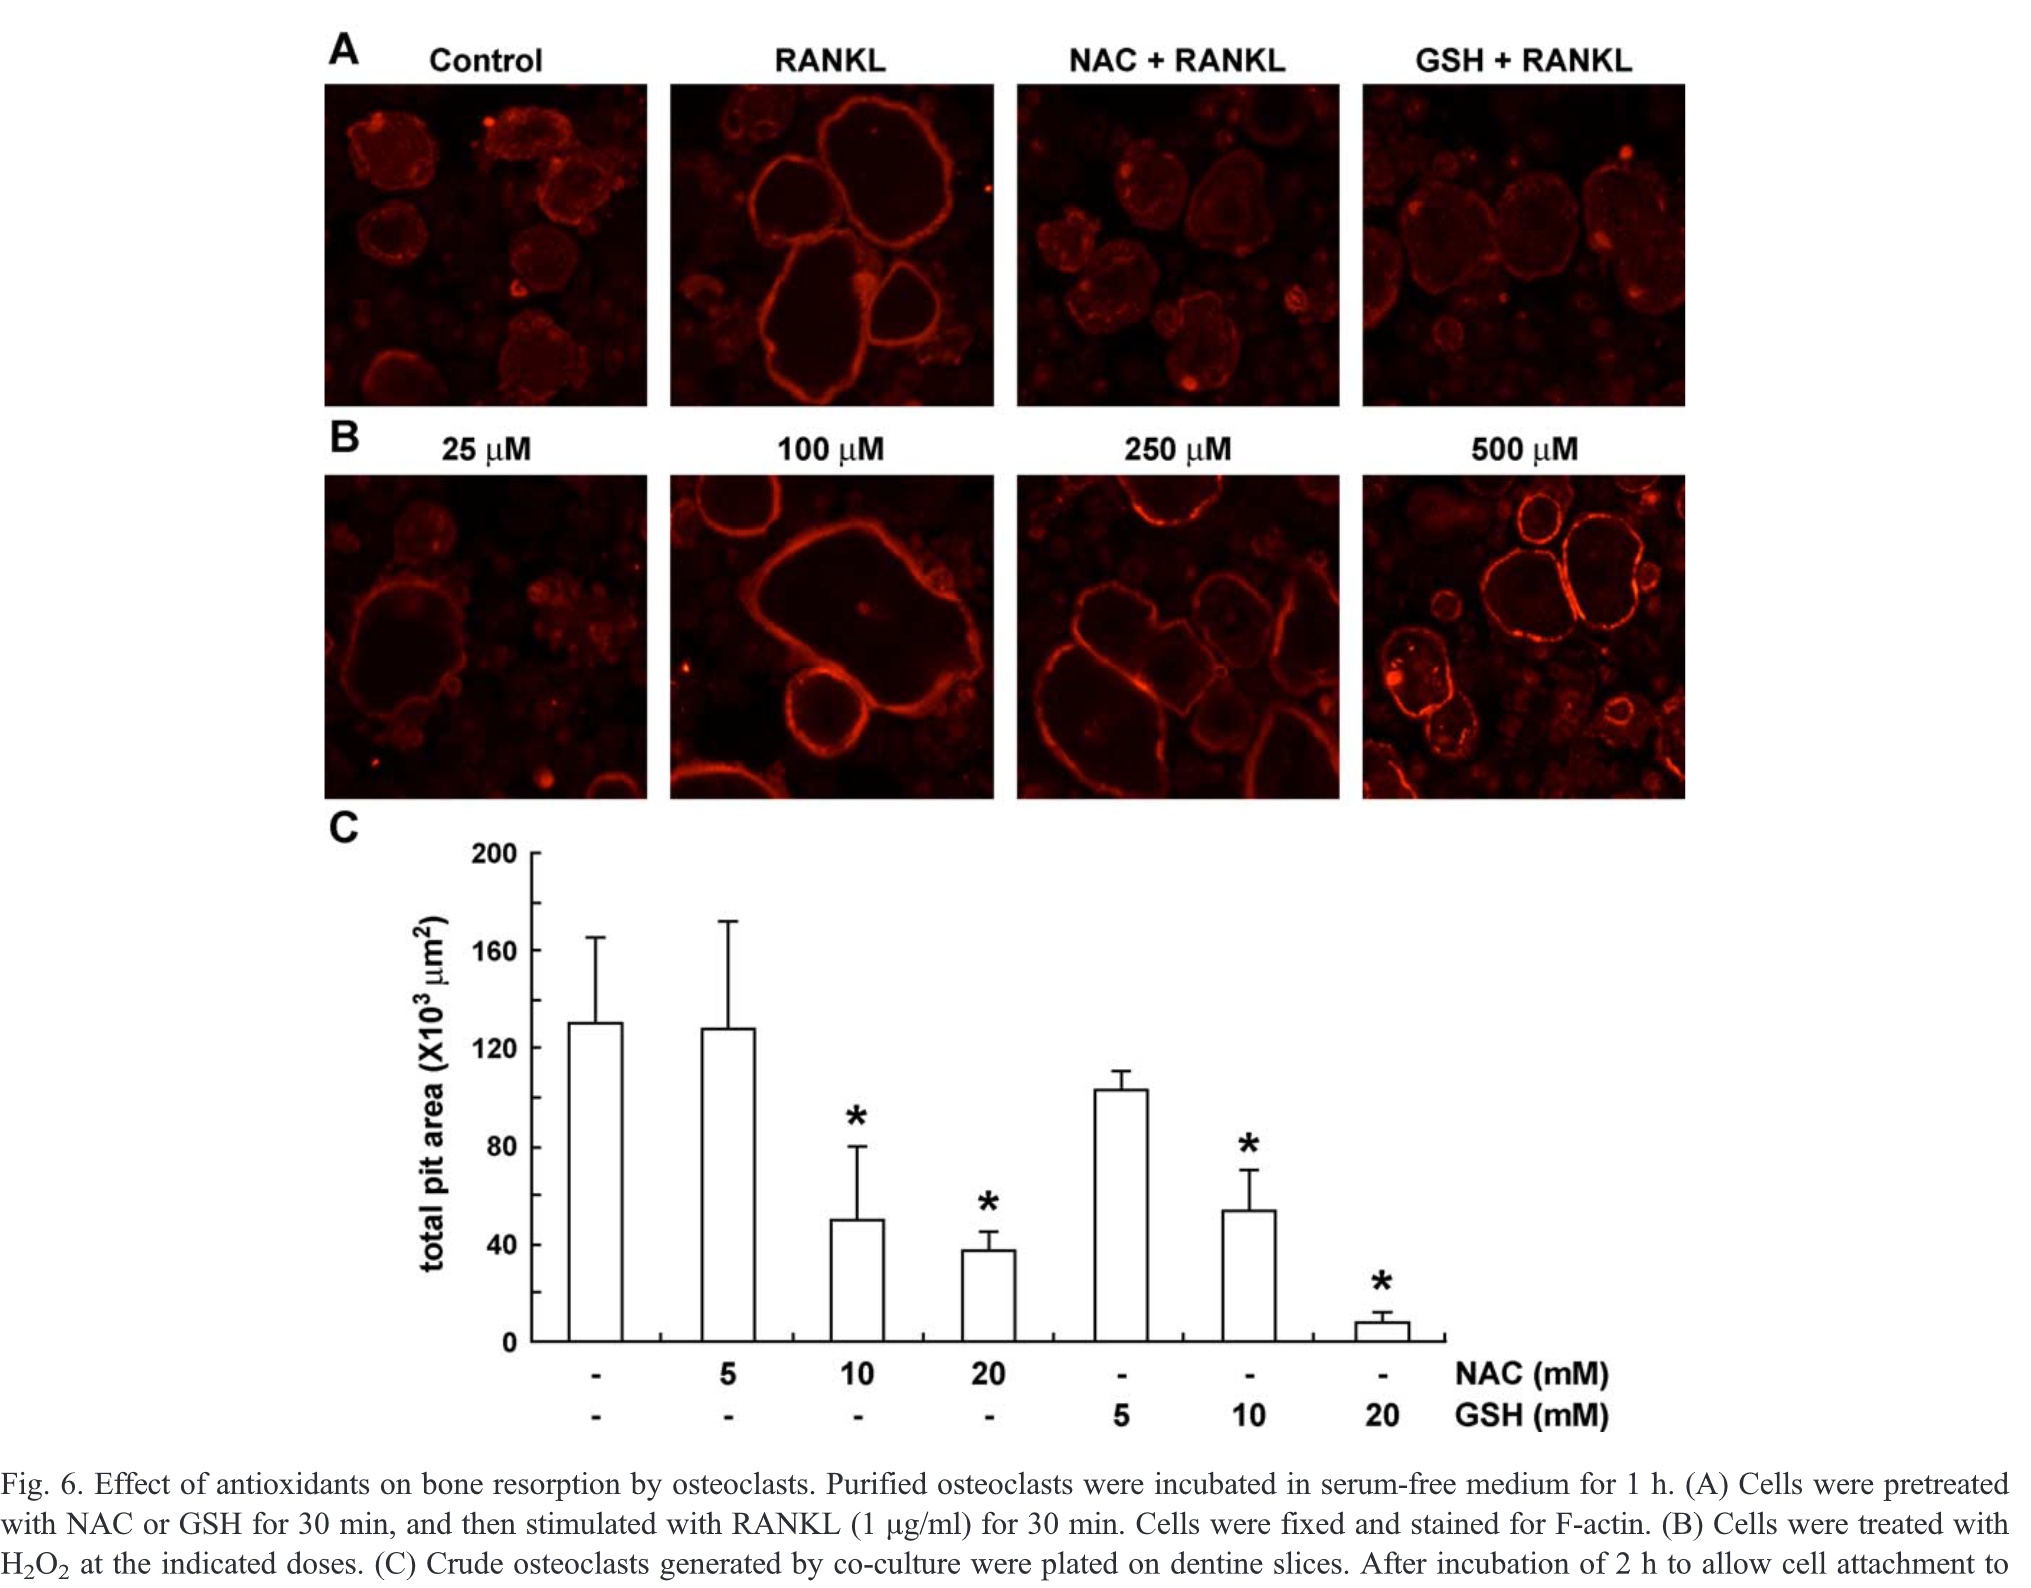 A
Control RANKL NAC + RANKL GSH + RANKL
B
25 μM 100 μM 250 μM 500 μM
C
total pit area (X10³ μm²)
200
160
120
80
40
0
* * * *
- 5 10 20 - - - NAC (mM)
- - - - 5 10 20 GSH (mM)
Fig. 6. Effect of antioxidants on bone resorption by osteoclasts. Purified osteoclasts were incubated in serum-free medium for 1 h. (A) Cells were pretreated
with NAC or GSH for 30 min, and then stimulated with RANKL (1 μg/ml) for 30 min. Cells were fixed and stained for F-actin. (B) Cells were treated with
H₂O₂ at the indicated doses. (C) Crude osteoclasts generated by co-culture were plated on dentine slices. After incubation of 2 h to allow cell attachment to